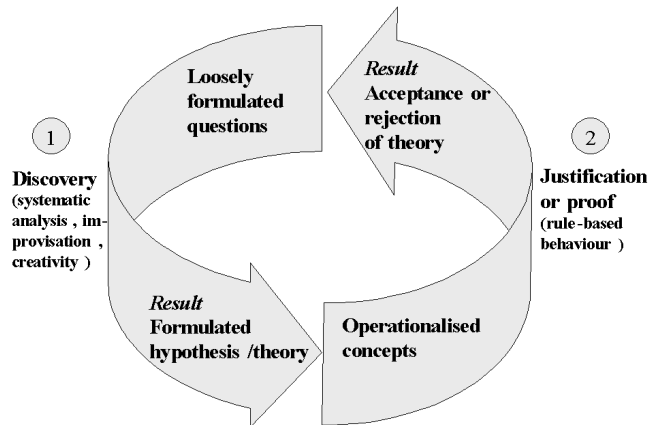 Loosely
formulated
questions
Result
Acceptance or
rejection
of theory
1
Discovery
(systematic
analysis , im-
provisation ,
creativity )
2
Justification
or proof
(rule-based
behaviour )
Result
Formulated
hypothesis /theory
Operationalised
concepts